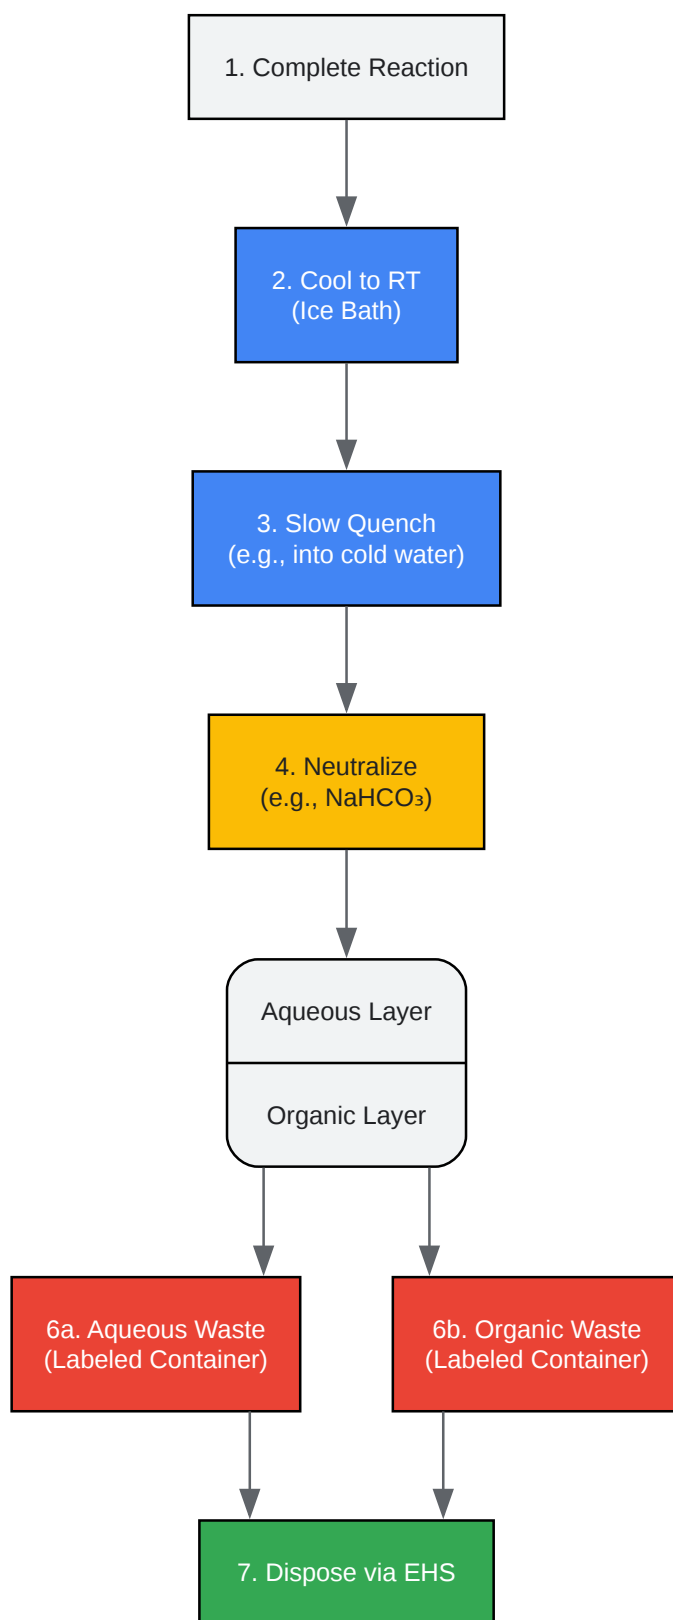 1. Complete Reaction
2. Cool to RT
(Ice Bath)
3. Slow Quench
(e.g., into cold water)
4. Neutralize
(e.g., NaHCO₃)
Aqueous Layer
Organic Layer
6a. Aqueous Waste
(Labeled Container)
6b. Organic Waste
(Labeled Container)
7. Dispose via EHS